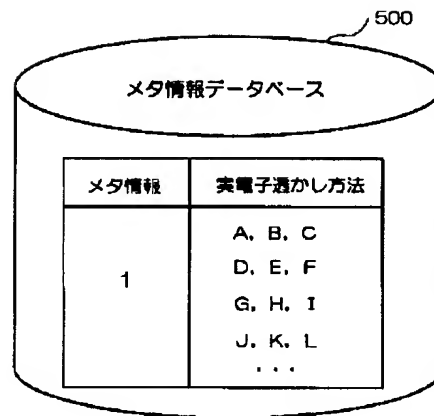 500
メタ情報データベース
メタ情報 実電子透かし方法
1
A, B, C
D, E, F
G, H, I
J, K, L
・・・